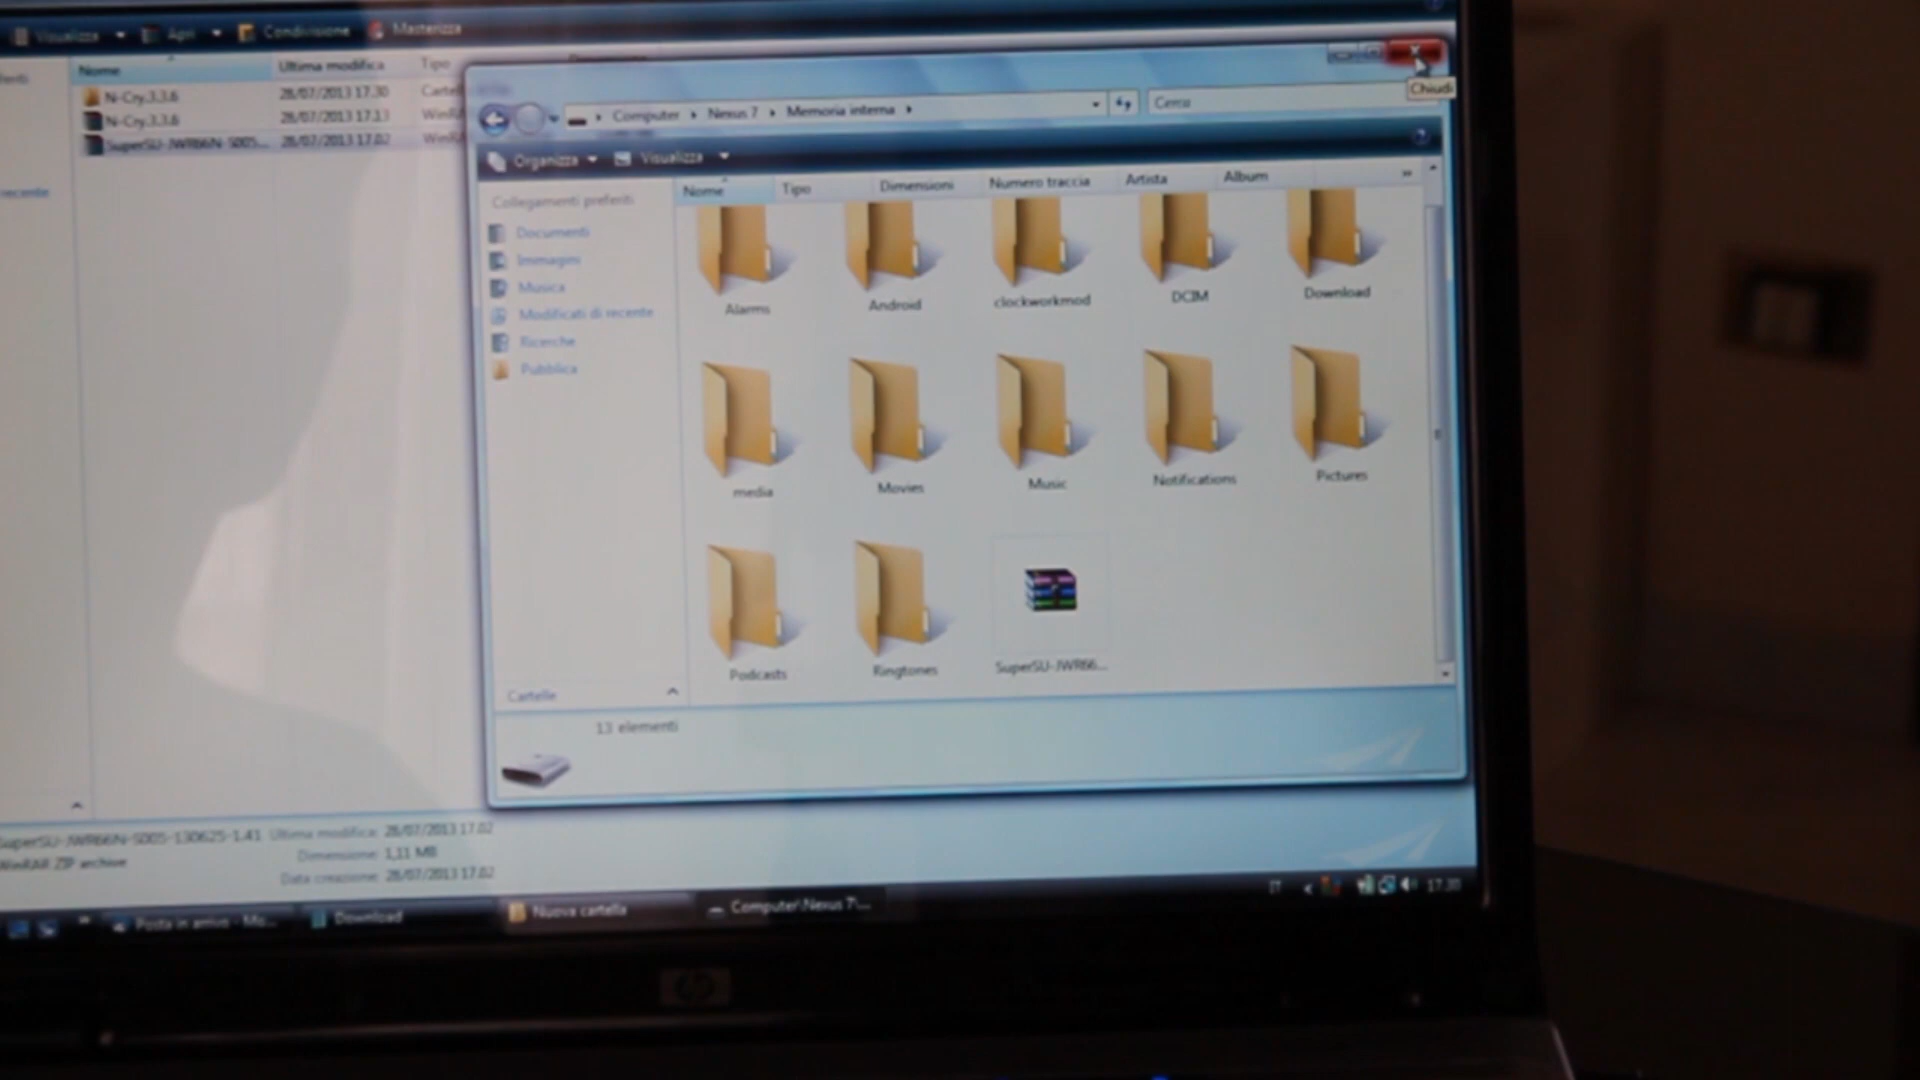 Visualizza Apri Condivisione Masterizza
Nome Ultima modifica Tipo
N-Cry.3.3.6 28/07/2013 17.30
N-Cry.3.3.6 28/07/2013 17.13
SuperSU-JWR66N-S005... 28/07/2013 17.02
recente
Chiudi
Computer Nexus 7 Memoria interna Cerca
Organizza Visualizza
Collegamenti preferiti
Documenti
Immagini
Musica
Modificati di recente
Ricerche
Pubblica
Cartelle
Nome Tipo Dimensioni Numero traccia Artista Album
Alarms Android clockworkmod DCIM Download
media Movies Music Notifications Pictures
Podcasts Ringtones SuperSU-JWR66...
13 elementi
SuperSU-JWR66N-S005-130625-1.41 Ultima modifica: 28/07/2013 17.02
WinRAR ZIP archive Dimensione: 1,11 MB
Data creazione: 28/07/2013 17.02
Posta in arrivo - Mo... Download Nuova cartella Computer\Nexus 7\... IT 17.30
hp